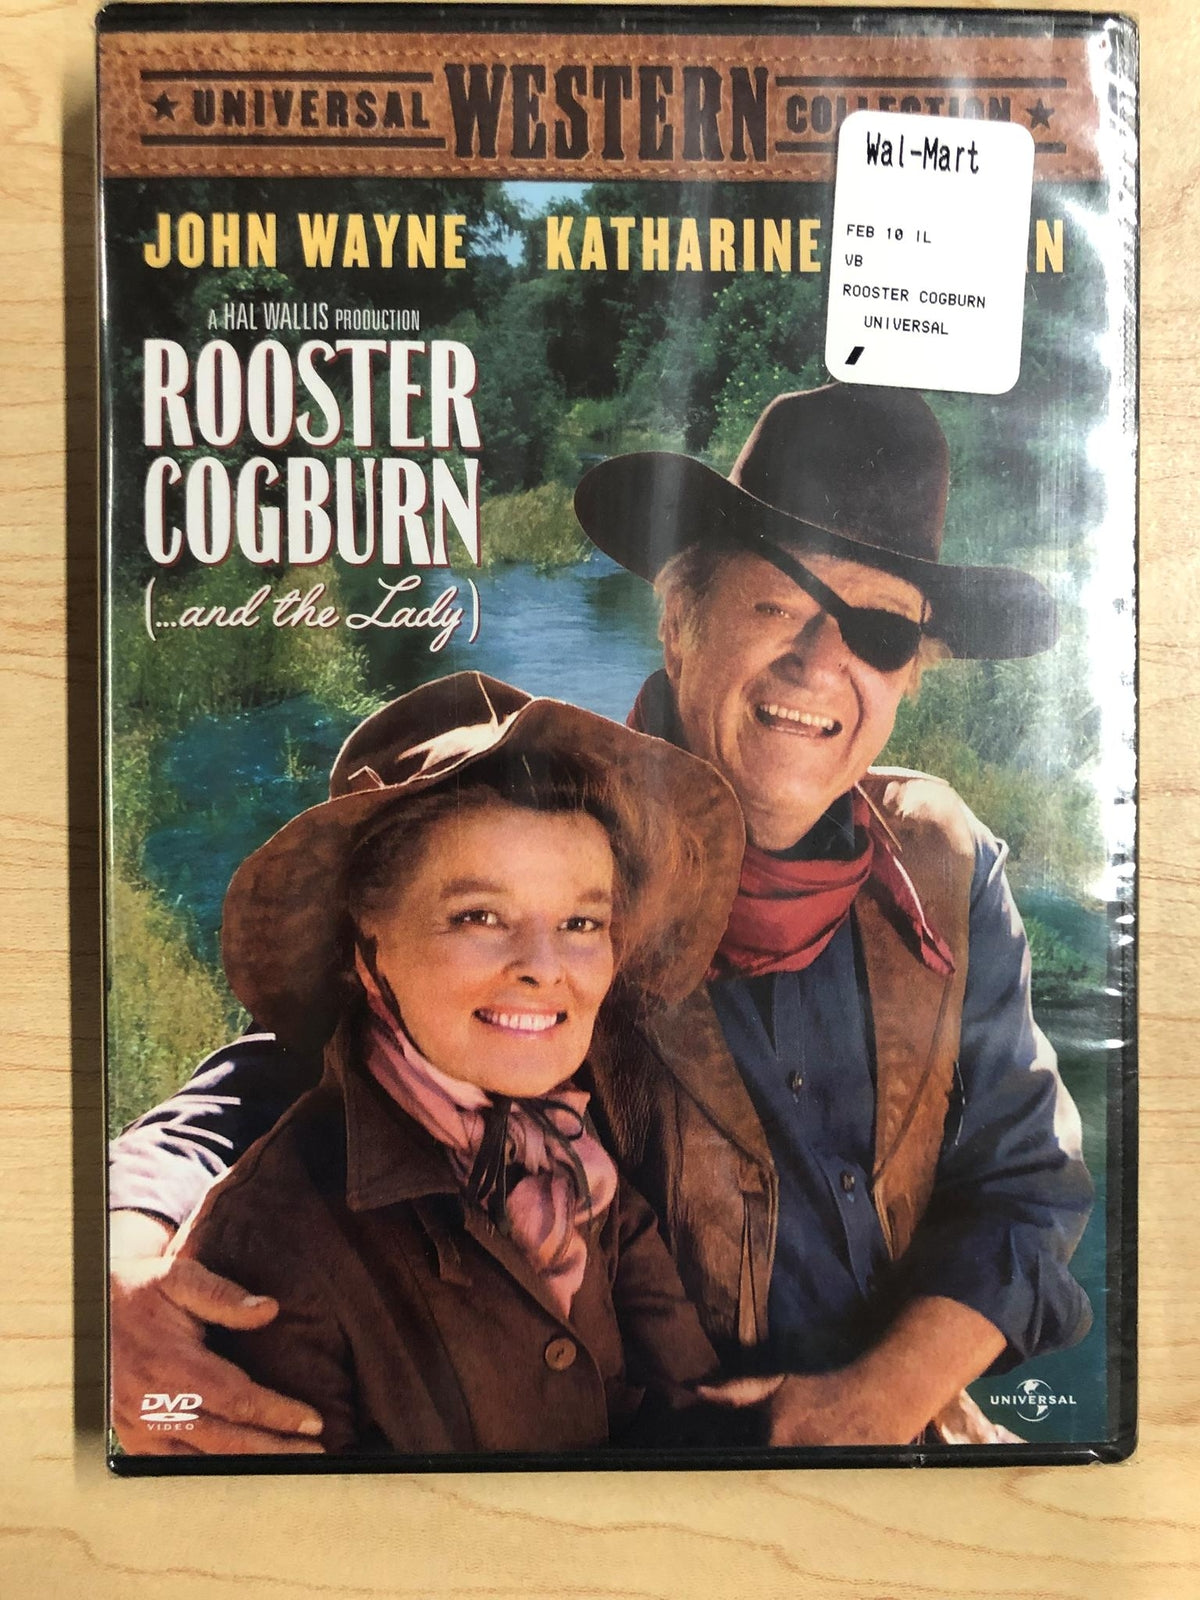 UNIVERSAL WESTERN COLLECTION
Wal-Mart
FEB 10 IL
VB
ROOSTER COGBURN
UNIVERSAL
JOHN WAYNE KATHARINE N
A HAL WALLIS PRODUCTION
ROOSTER
COGBURN
(...and the Lady)
DVD
VIDEO
UNIVERSAL